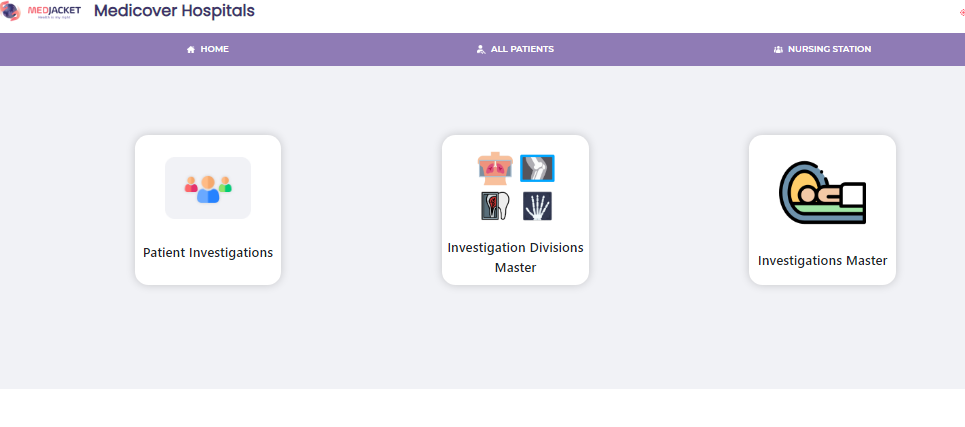 MEDJACKET
Medicover Hospitals
HOME
ALL PATIENTS
NURSING STATION
Patient Investigations
Investigation Divisions
Master
Investigations Master